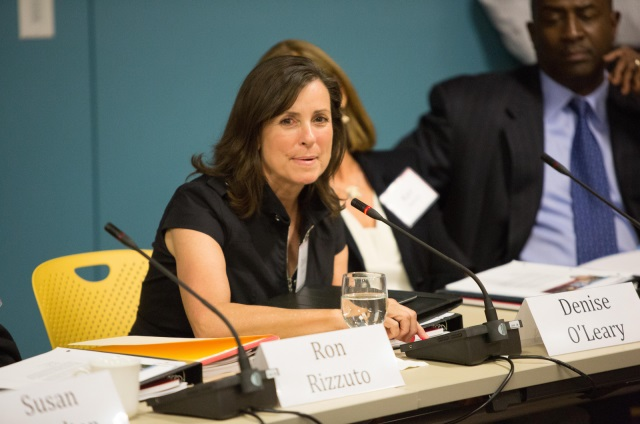 Susan
Ron
Rizzuto
Denise
O'Leary